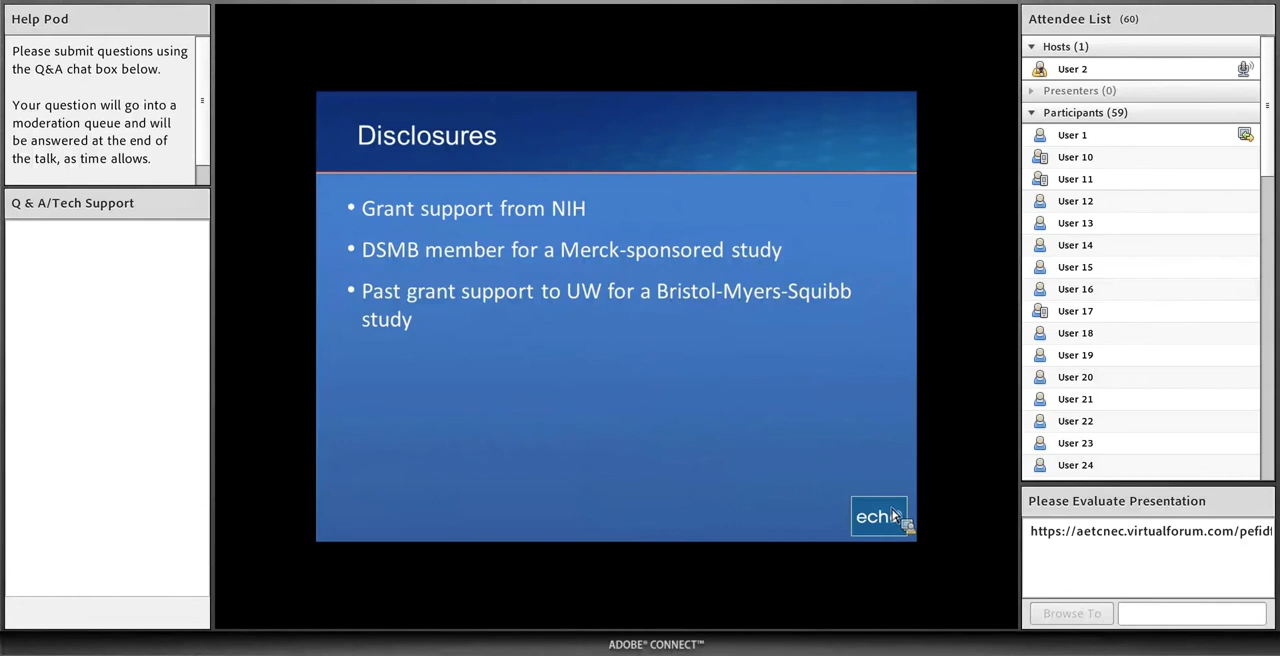 Help Pod
Please submit questions using
the Q&A chat box below.
Your question will go into a
moderation queue and will
be answered at the end of
the talk, as time allows.
Q & A/Tech Support
Disclosures
• Grant support from NIH
• DSMB member for a Merck-sponsored study
• Past grant support to UW for a Bristol-Myers-Squibb
study
Attendee List (60)
Hosts (1)
User 2
Presenters (0)
Participants (59)
User 1
User 10
User 11
User 12
User 13
User 14
User 15
User 16
User 17
User 18
User 19
User 20
User 21
User 22
User 23
User 24
Please Evaluate Presentation
https://aetcnec.virtualforum.com/pefid
Browse To
ADOBE® CONNECT™